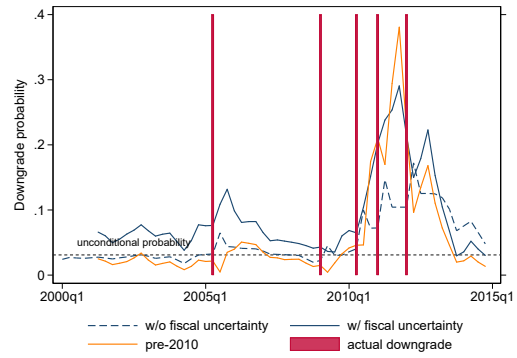 Downgrade probability
.4
.3
.2
.1
0
unconditional probability
2000q1 2005q1 2010q1 2015q1
w/o fiscal uncertainty w/ fiscal uncertainty
pre-2010 actual downgrade